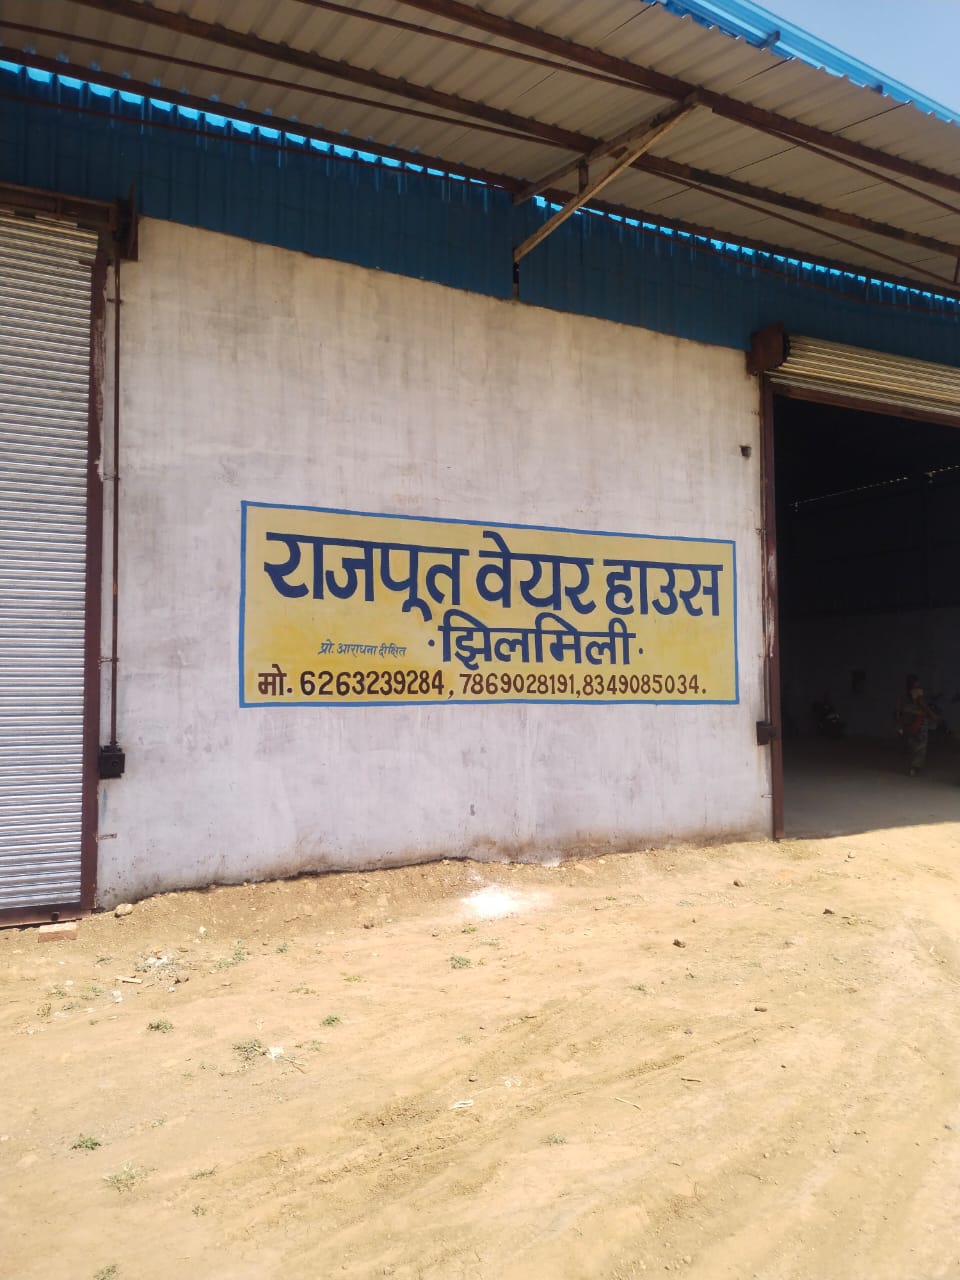 राजपूत वेयर हाउस
• झिलमिली •
प्रो. आराधना दीक्षित
मो. 6263239284, 7869028191, 8349085034.